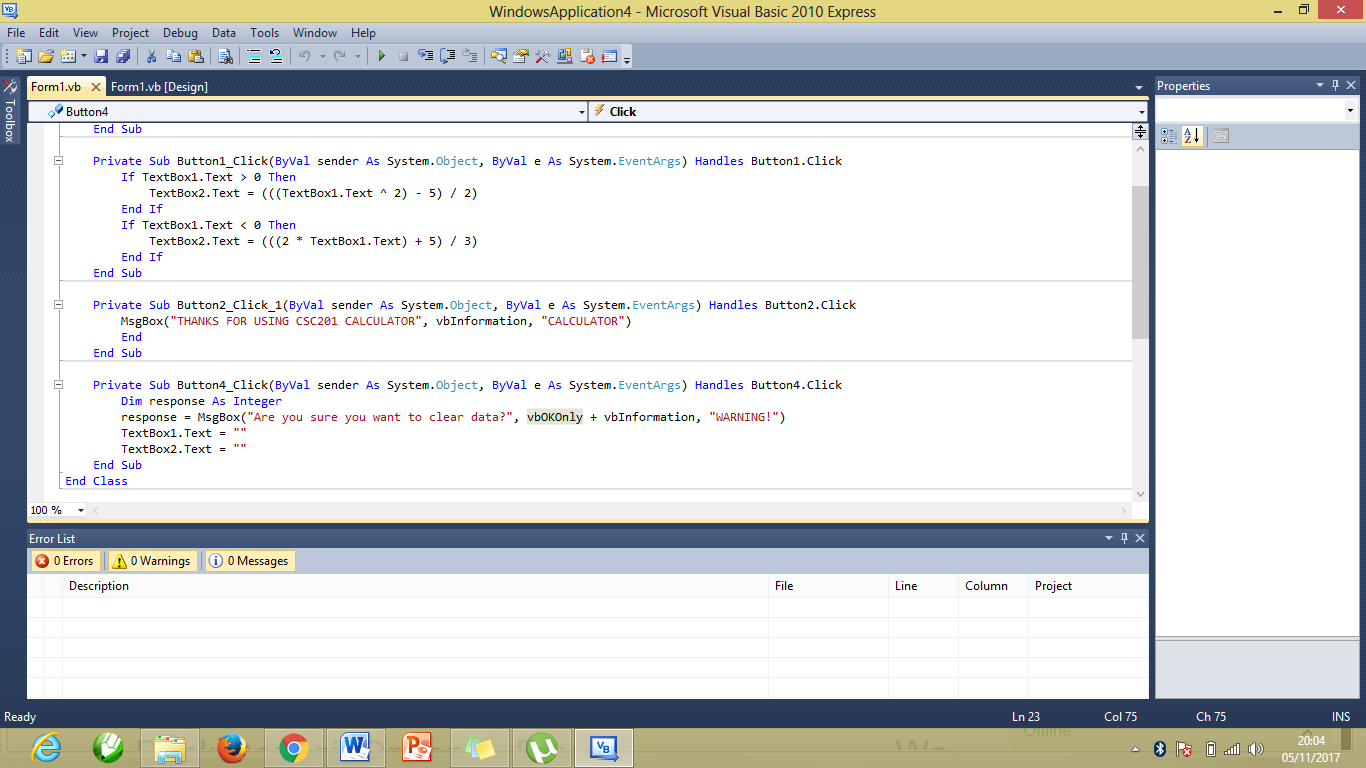 WindowsApplication4 - Microsoft Visual Basic 2010 Express
File Edit View Project Debug Data Tools Window Help
Form1.vb Form1.vb [Design]
Toolbox
Button4 Click
End Sub
Private Sub Button1_Click(ByVal sender As System.Object, ByVal e As System.EventArgs) Handles Button1.Click
If TextBox1.Text > 0 Then
TextBox2.Text = (((TextBox1.Text ^ 2) - 5) / 2)
End If
If TextBox1.Text < 0 Then
TextBox2.Text = (((2 * TextBox1.Text) + 5) / 3)
End If
End Sub
Private Sub Button2_Click_1(ByVal sender As System.Object, ByVal e As System.EventArgs) Handles Button2.Click
MsgBox("THANKS FOR USING CSC201 CALCULATOR", vbInformation, "CALCULATOR")
End
End Sub
Private Sub Button4_Click(ByVal sender As System.Object, ByVal e As System.EventArgs) Handles Button4.Click
Dim response As Integer
response = MsgBox("Are you sure you want to clear data?", vbOKOnly + vbInformation, "WARNING!")
TextBox1.Text = ""
TextBox2.Text = ""
End Sub
End Class
100 %
Properties
Error List
0 Errors 0 Warnings 0 Messages
Description File Line Column Project
Ready Ln 23 Col 75 Ch 75 INS
Offline
20:04
05/11/2017